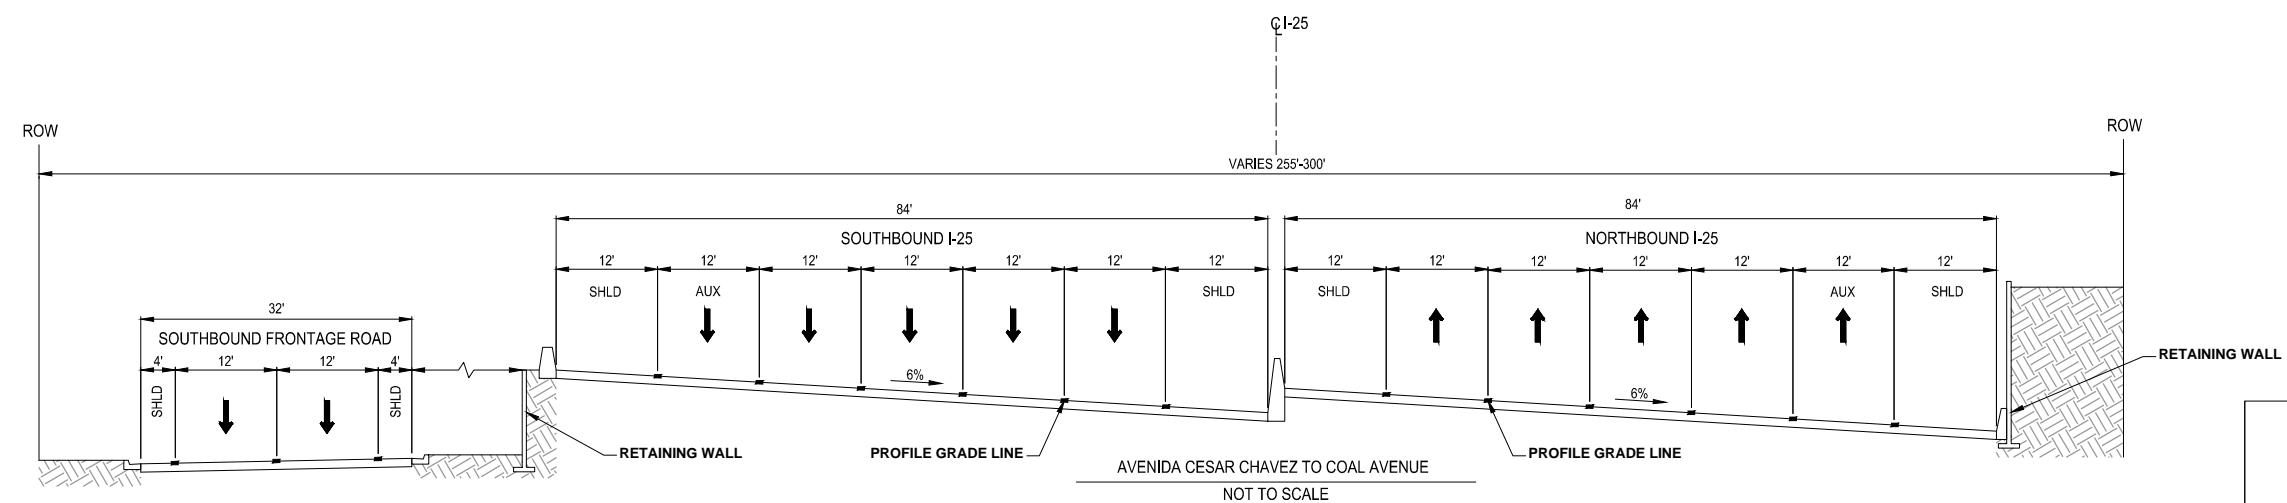 ℄ I-25
ROW
ROW
VARIES 255'-300'
84'
84'
SOUTHBOUND I-25
NORTHBOUND I-25
12' 12' 12' 12' 12' 12' 12' 12' 12' 12' 12' 12' 12' 12'
SHLD AUX SHLD SHLD AUX SHLD
32'
SOUTHBOUND FRONTAGE ROAD
4' 12' 12' 4'
SHLD
SHLD
6%
6%
RETAINING WALL
RETAINING WALL
PROFILE GRADE LINE
PROFILE GRADE LINE
AVENIDA CESAR CHAVEZ TO COAL AVENUE
NOT TO SCALE